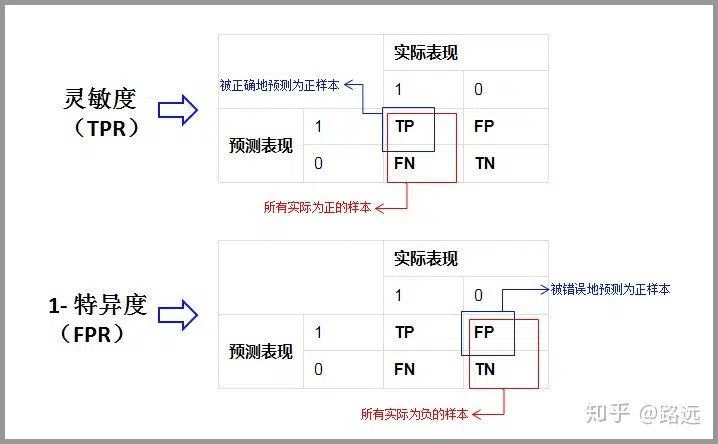 实际表现
被正确地预测为正样本
1 0
灵敏度
（TPR）
1 TP FP
预测表现
0 FN TN
所有实际为正的样本
实际表现
1 0
被错误地预测为正样本
1- 特异度
（FPR）
1 TP FP
预测表现
0 FN TN
所有实际为负的样本
知乎 @路远